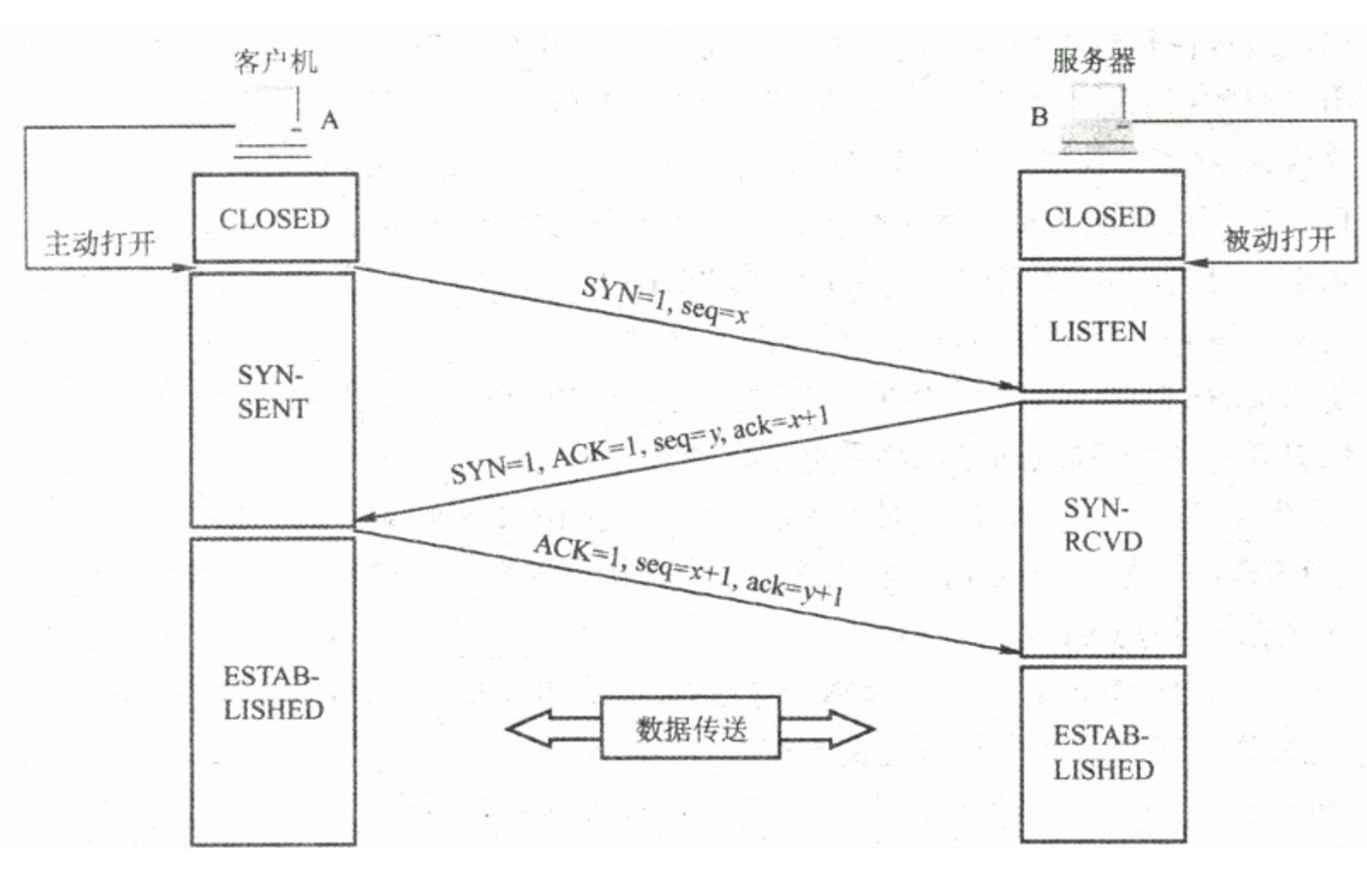 客户机
服务器
A
B
CLOSED
CLOSED
主动打开
被动打开
SYN=1, seq=x
LISTEN
SYN-
SENT
SYN=1, ACK=1, seq=y, ack=x+1
SYN-
RCVD
ACK=1, seq=x+1, ack=y+1
ESTAB-
LISHED
数据传送
ESTAB-
LISHED